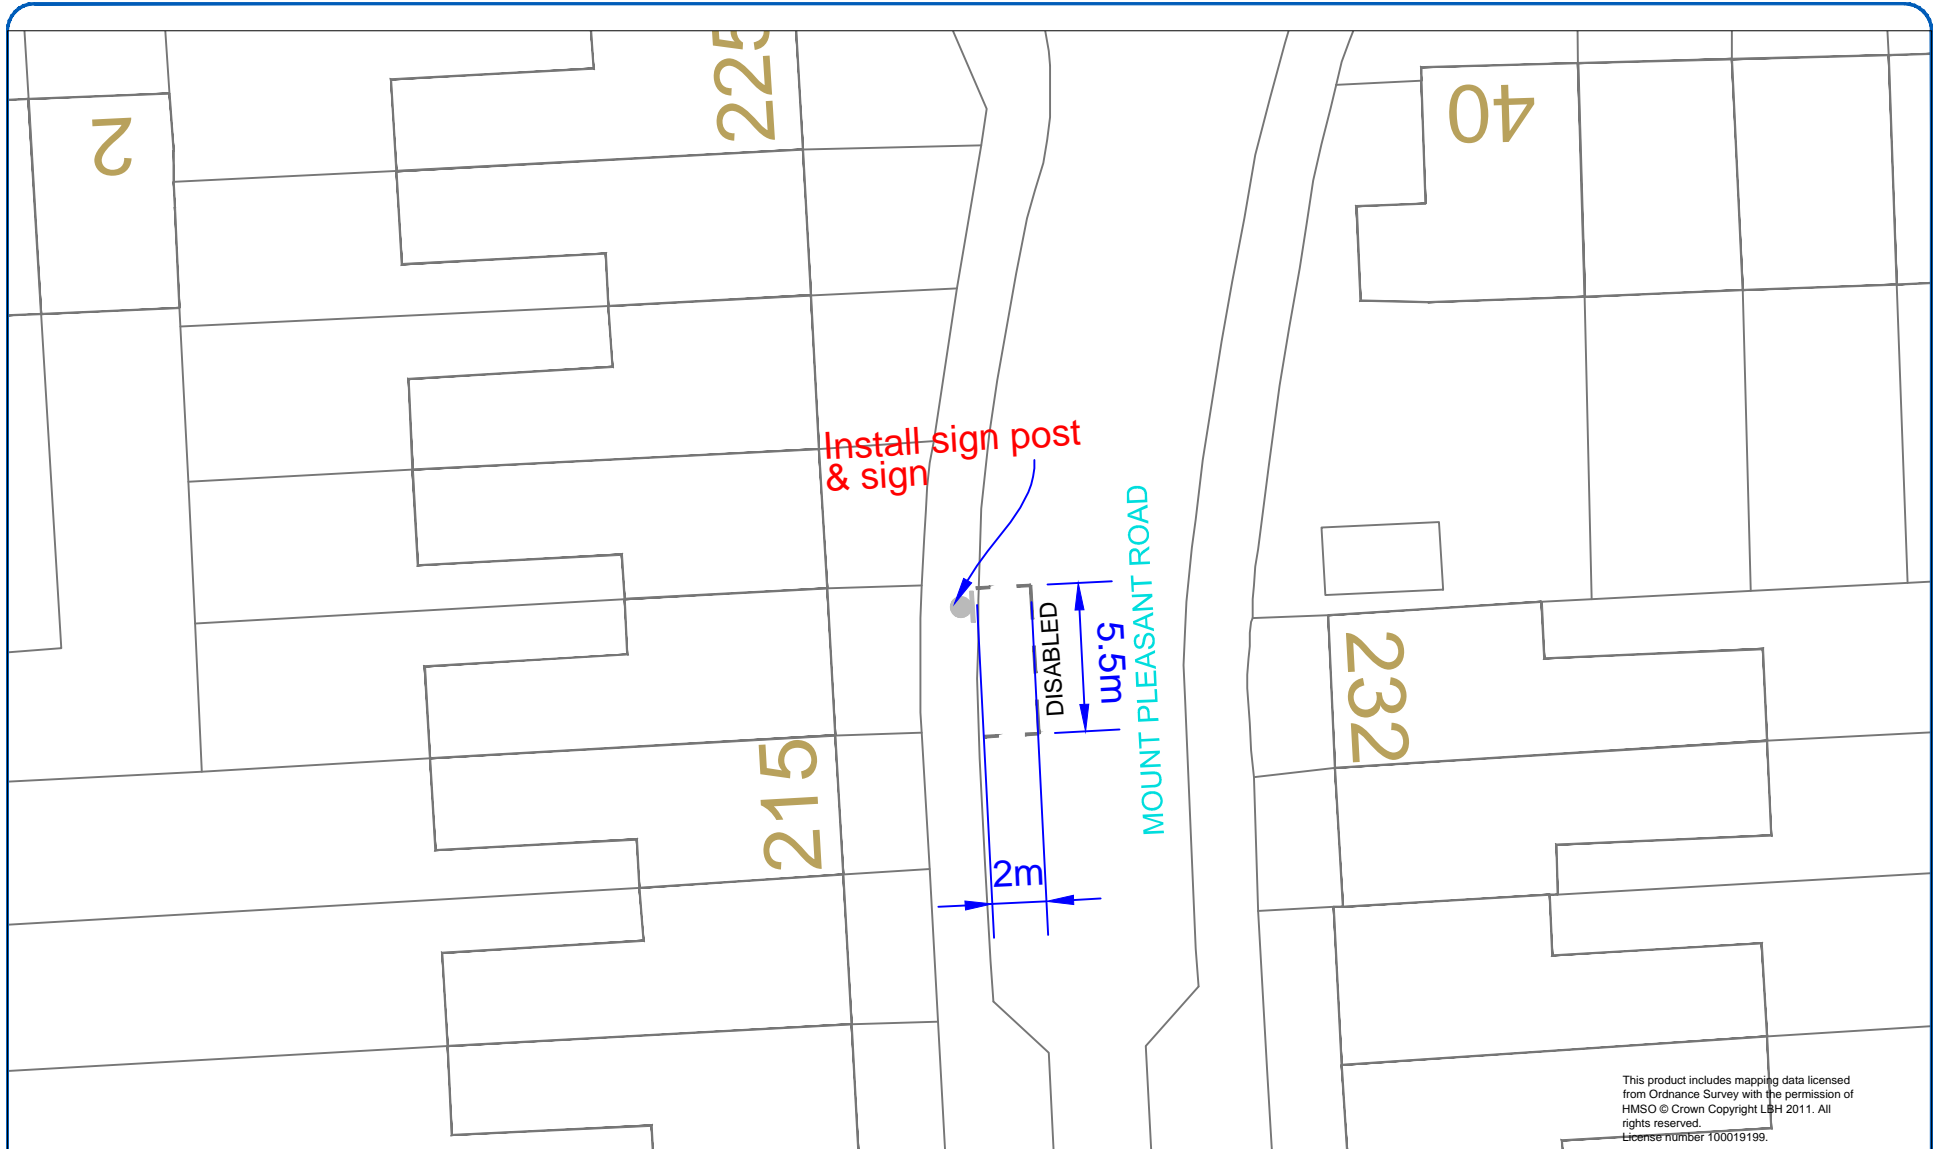 225
2
40
Install sign post
& sign
MOUNT PLEASANT ROAD
DISABLED
5.5m
232
215
2m
This product includes mapping data licensed
from Ordnance Survey with the permission of
HMSO © Crown Copyright LBH 2011. All
rights reserved.
License number 100019199.